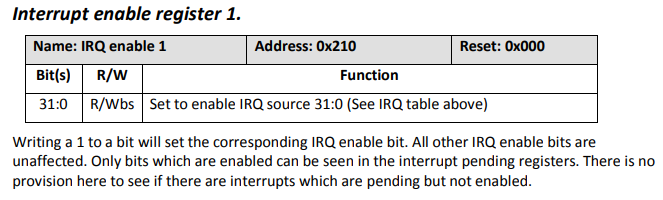 Interrupt enable register 1.
Name: IRQ enable 1 Address: 0x210 Reset: 0x000
Bit(s) R/W Function
31:0 R/Wbs Set to enable IRQ source 31:0 (See IRQ table above)
Writing a 1 to a bit will set the corresponding IRQ enable bit. All other IRQ enable bits are
unaffected. Only bits which are enabled can be seen in the interrupt pending registers. There is no
provision here to see if there are interrupts which are pending but not enabled.